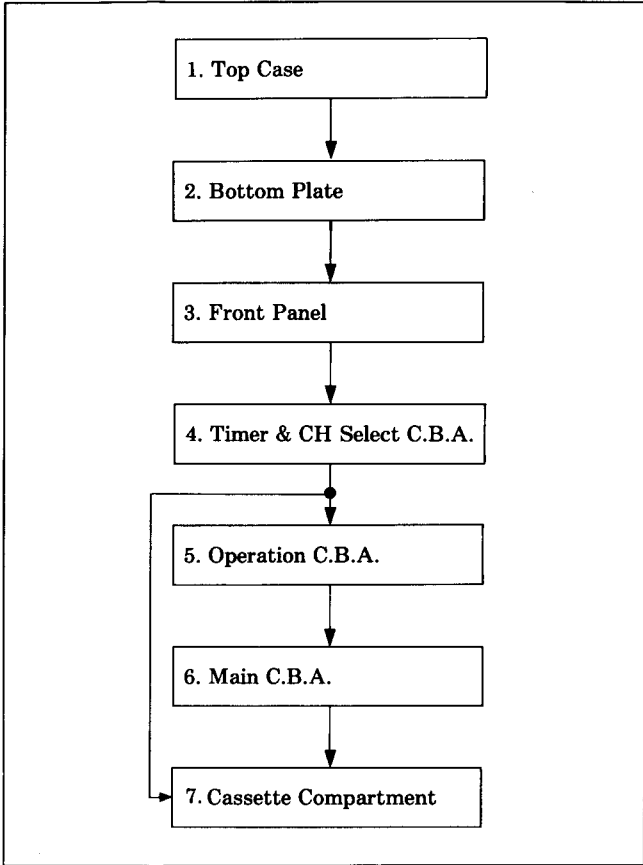 1. Top Case
2. Bottom Plate
3. Front Panel
4. Timer & CH Select C.B.A.
5. Operation C.B.A.
6. Main C.B.A.
7. Cassette Compartment